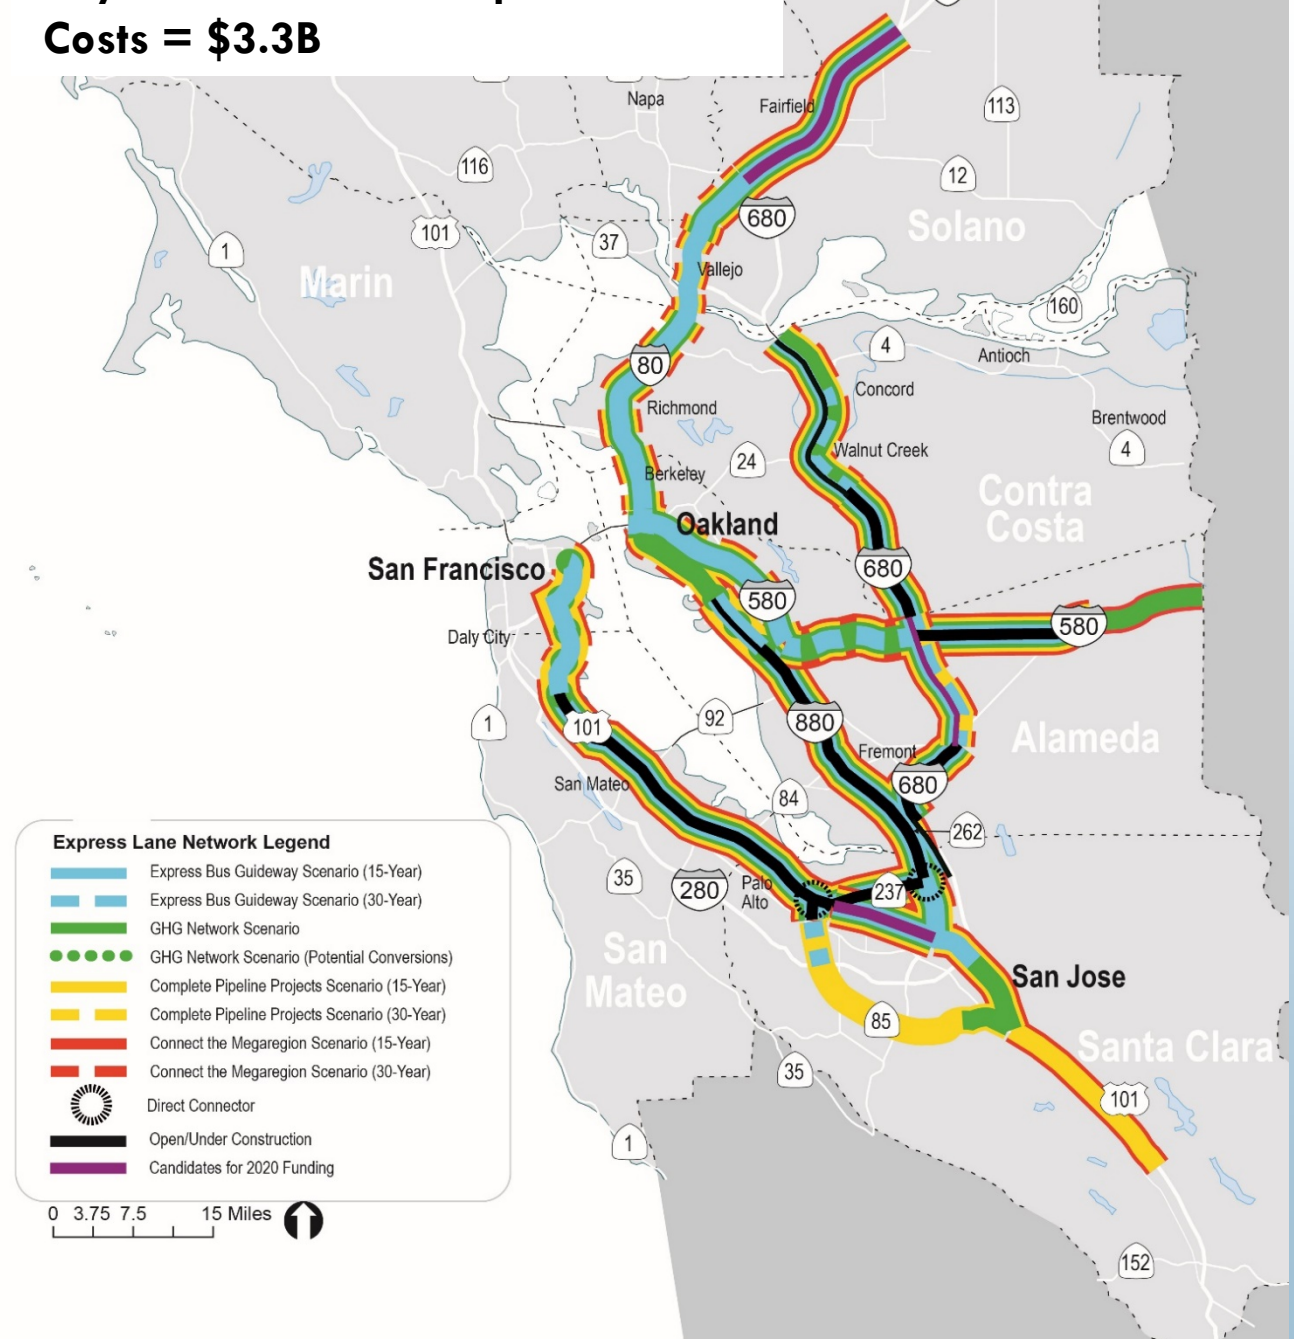 Costs = $3.3B
Napa
Fairfield
113
116
12
680
Solano
101
37
1
Marin
Vallejo
160
4
Antioch
80
Concord
Richmond
Brentwood
Walnut Creek
4
24
Berkeley
Contra
Costa
Oakland
San Francisco
680
580
580
Daly City
92
880
1
101
Alameda
Fremont
San Mateo
680
84
262
Express Lane Network Legend
Express Bus Guideway Scenario (15-Year)
Express Bus Guideway Scenario (30-Year)
GHG Network Scenario
GHG Network Scenario (Potential Conversions)
Complete Pipeline Projects Scenario (15-Year)
Complete Pipeline Projects Scenario (30-Year)
Connect the Megaregion Scenario (15-Year)
Connect the Megaregion Scenario (30-Year)
Direct Connector
Open/Under Construction
Candidates for 2020 Funding
35
280
Palo
Alto
237
San
Mateo
San Jose
85
Santa Clara
35
101
1
0 3.75 7.5 15 Miles
152